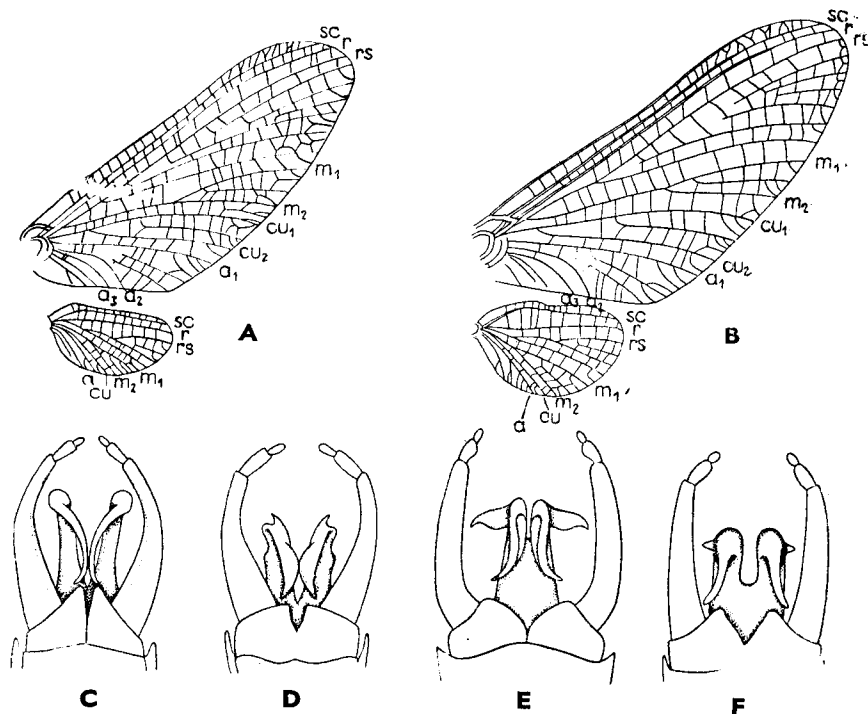 sc
r
rs
m₁
m₂
cu₁
cu₂
a₁
a₃ a₂
sc
r
rs
m₁
m₂
cu
a
A
sc
r
rs
m₁
m₂
cu₁
cu₂
a₁
a₃ a₂
sc
r
rs
m₁
m₂
cu
a
B
C D E F